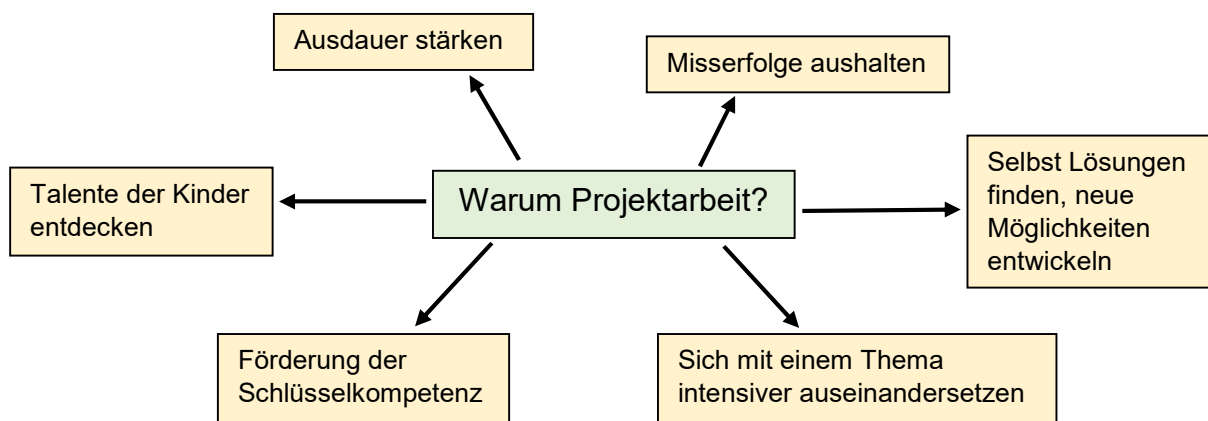 Ausdauer stärken
Misserfolge aushalten
Talente der Kinder
entdecken
Warum Projektarbeit?
Selbst Lösungen
finden, neue
Möglichkeiten
entwickeln
Förderung der
Schlüsselkompetenz
Sich mit einem Thema
intensiver auseinandersetzen